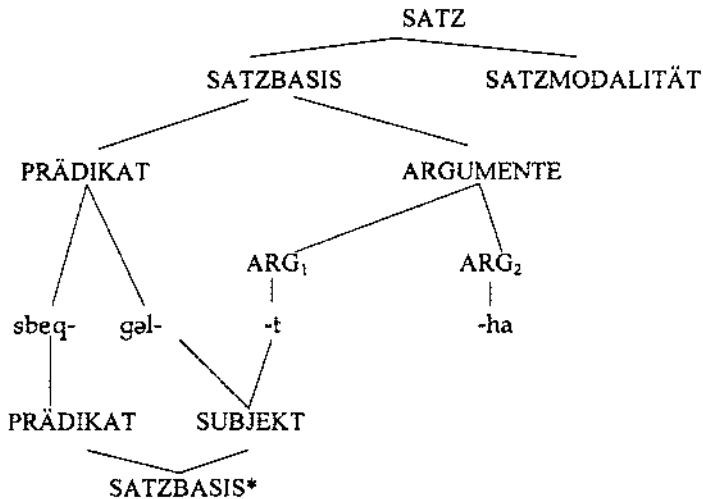 SATZ
SATZBASIS SATZMODALITÄT
PRÄDIKAT ARGUMENTE
ARG₁ ARG₂
sbeq- gəl- -t -ha
PRÄDIKAT SUBJEKT
SATZBASIS*